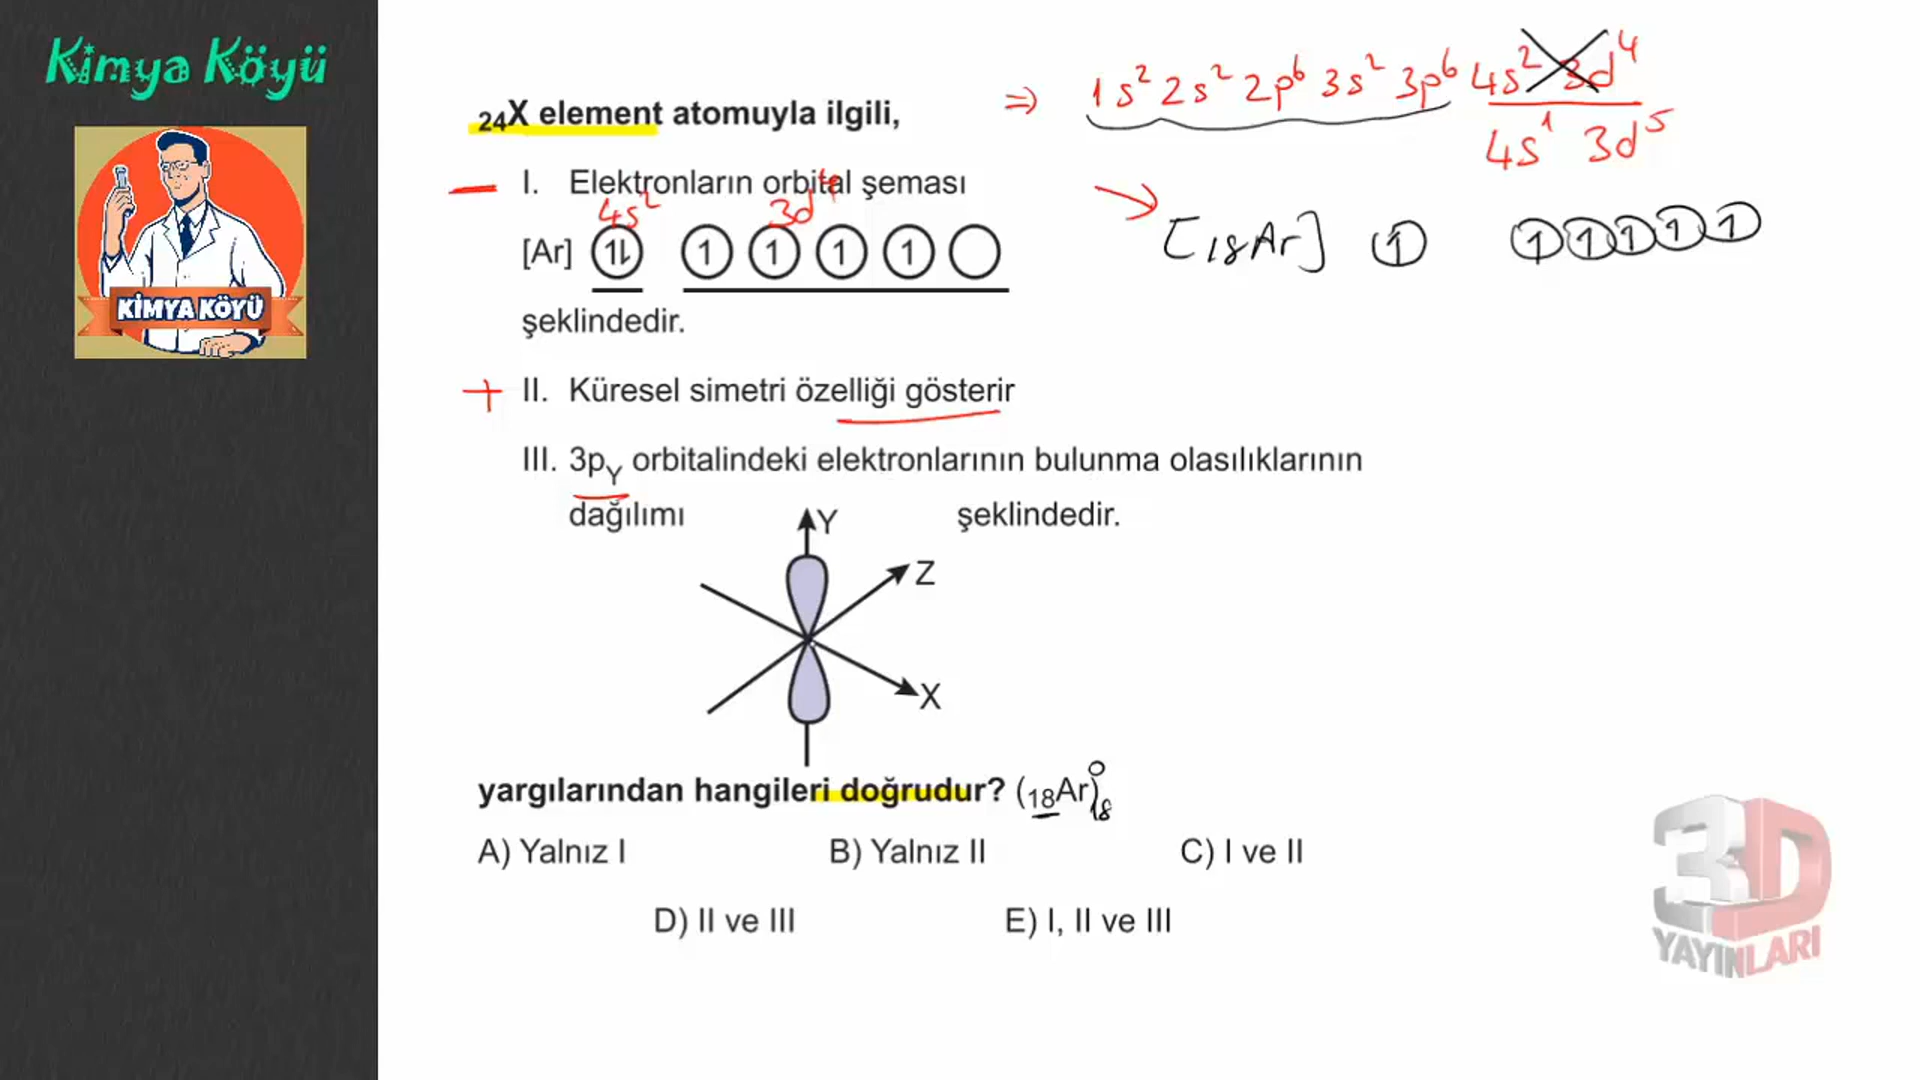 Kimya Köyü
KİMYA KÖYÜ
₂₄X element atomuyla ilgili,
⇒ 1s² 2s² 2p⁶ 3s² 3p⁶ 4s² 3d⁴
4s¹ 3d⁵
I. Elektronların orbital şeması
4s² 3d⁴
[Ar] 1⇂ 1 1 1 1
[₁₈Ar] 1 1 1 1 1 1
şeklindedir.
+ II. Küresel simetri özelliği gösterir
III. 3pY orbitalindeki elektronlarının bulunma olasılıklarının
dağılımı şeklindedir.
Y
Z
X
yargılarından hangileri doğrudur? (₁₈Ar)
0
18
A) Yalnız I B) Yalnız II C) I ve II
D) II ve III E) I, II ve III
3D
YAYINLARI